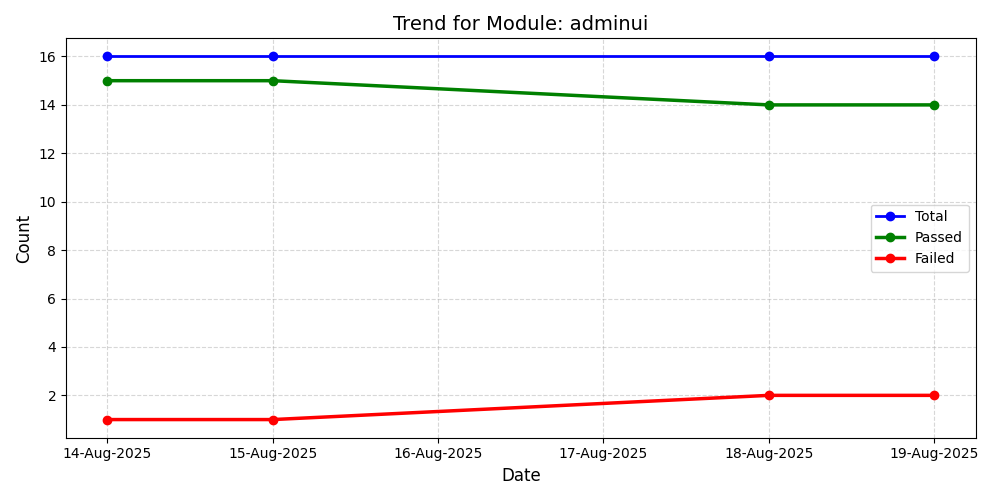 Trend for Module: adminui
Count
16
14
12
10
8
6
4
2
Total
Passed
Failed
14-Aug-2025
15-Aug-2025
16-Aug-2025
17-Aug-2025
18-Aug-2025
19-Aug-2025
Date